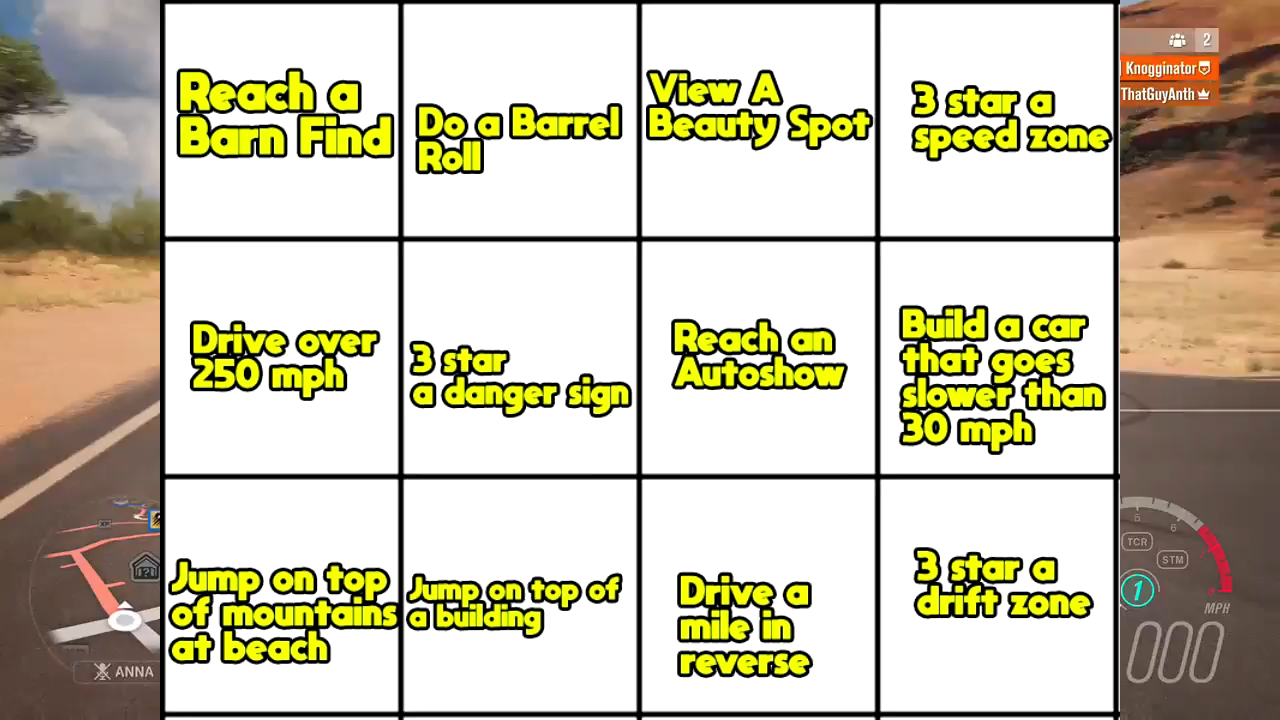 Reach a
Barn Find
Do a Barrel
Roll
View A
Beauty Spot
3 star a
speed zone
2
Knogginator
ThatGuyAnth
Drive over
250 mph
3 star
a danger sign
Reach an
Autoshow
Build a car
that goes
slower than
30 mph
Jump on top
of mountains
at beach
Jump on top of
a building
Drive a
mile in
reverse
3 star a
drift zone
ANNA
5
6
TCR
STM
1
MPH
000